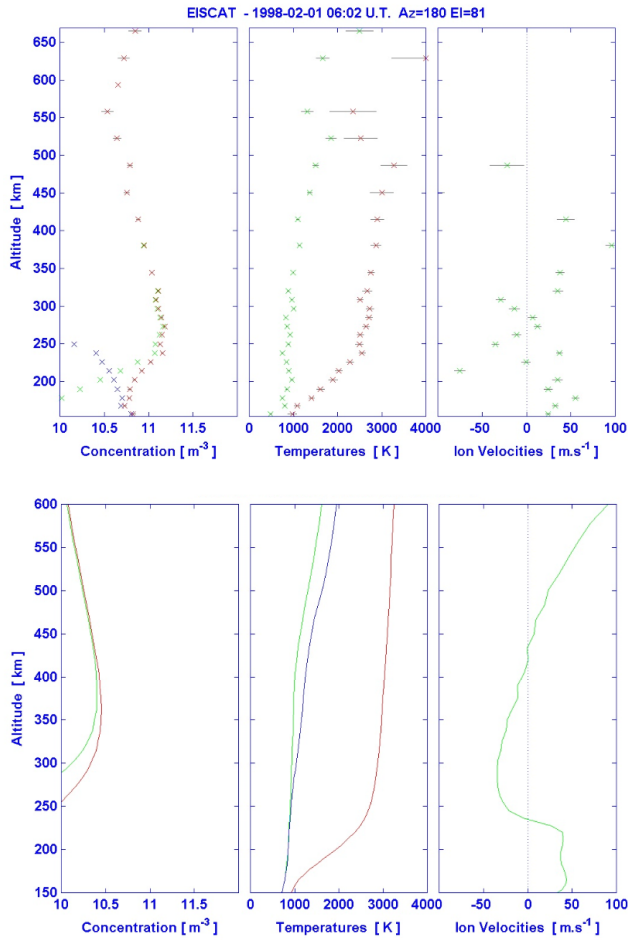 EISCAT - 1998-02-01 06:02 U.T. Az=180 El=81
650
600
550
500
450
400
350
300
250
200
Altitude [ km ]
10 10.5 11 11.5
Concentration [ m-3 ]
0 1000 2000 3000 4000
Temperatures [ K ]
-50 0 50 100
Ion Velocities [ m.s-1 ]
600
550
500
450
400
350
300
250
200
150
Altitude [ km ]
10 10.5 11 11.5
Concentration [ m-3 ]
0 1000 2000 3000 4000
Temperatures [ K ]
-50 0 50 100
Ion Velocities [ m.s-1 ]